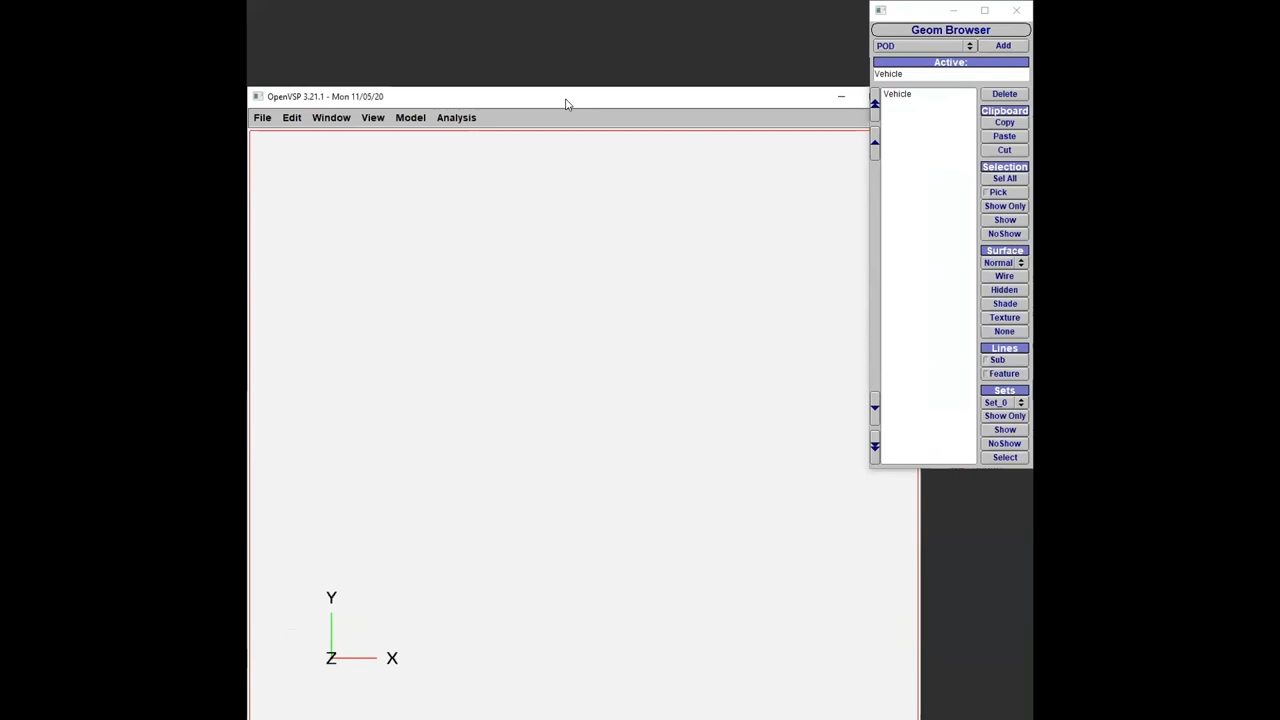 Geom Browser
POD
Add
Active:
Vehicle
Vehicle
Delete
Clipboard
Copy
Paste
Cut
Selection
Sel All
Pick
Show Only
Show
NoShow
Surface
Normal
Wire
Hidden
Shade
Texture
None
Lines
Sub
Feature
Sets
Set_0
Show Only
Show
NoShow
Select
OpenVSP 3.21.1 - Mon 11/05/20
File Edit Window View Model Analysis
Y
Z X